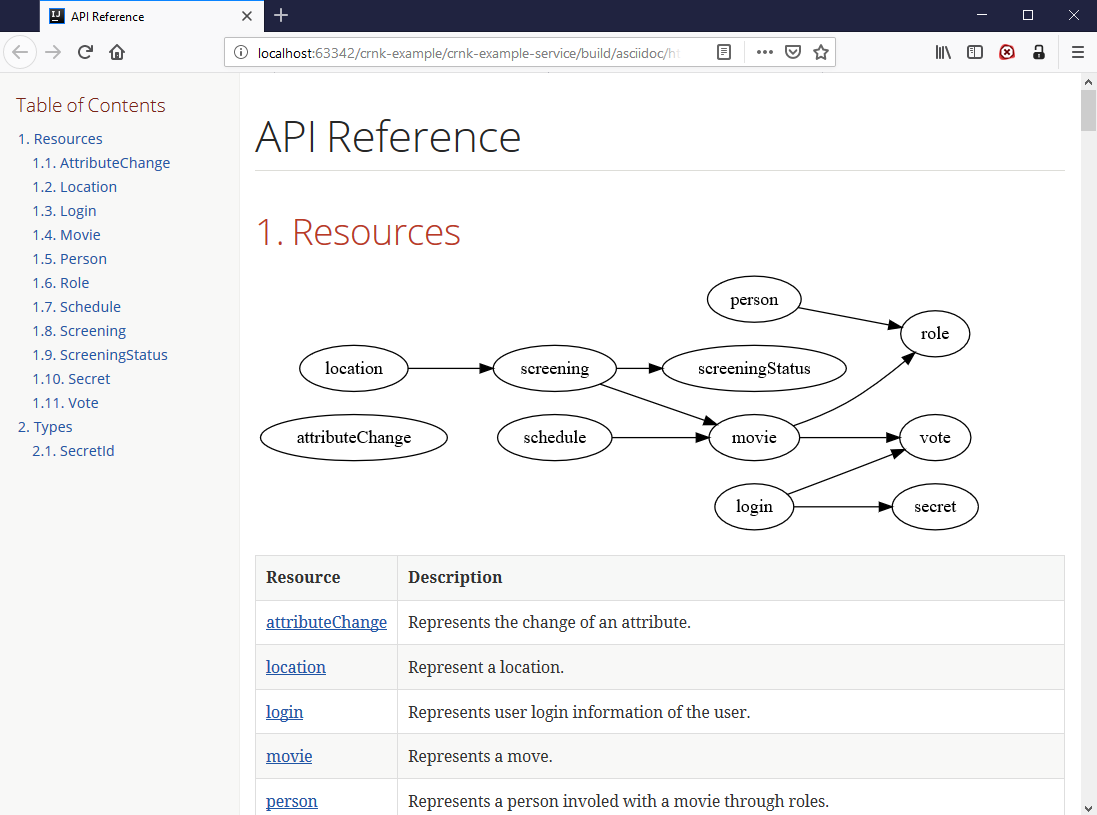 API Reference
localhost:63342/crnk-example/crnk-example-service/build/asciidoc/ht
Table of Contents
1. Resources
1.1. AttributeChange
1.2. Location
1.3. Login
1.4. Movie
1.5. Person
1.6. Role
1.7. Schedule
1.8. Screening
1.9. ScreeningStatus
1.10. Secret
1.11. Vote
2. Types
2.1. SecretId
API Reference
1. Resources
person
role
location
screening
screeningStatus
attributeChange
schedule
movie
vote
login
secret
Resource Description
attributeChange Represents the change of an attribute.
location Represent a location.
login Represents user login information of the user.
movie Represents a move.
person Represents a person involed with a movie through roles.